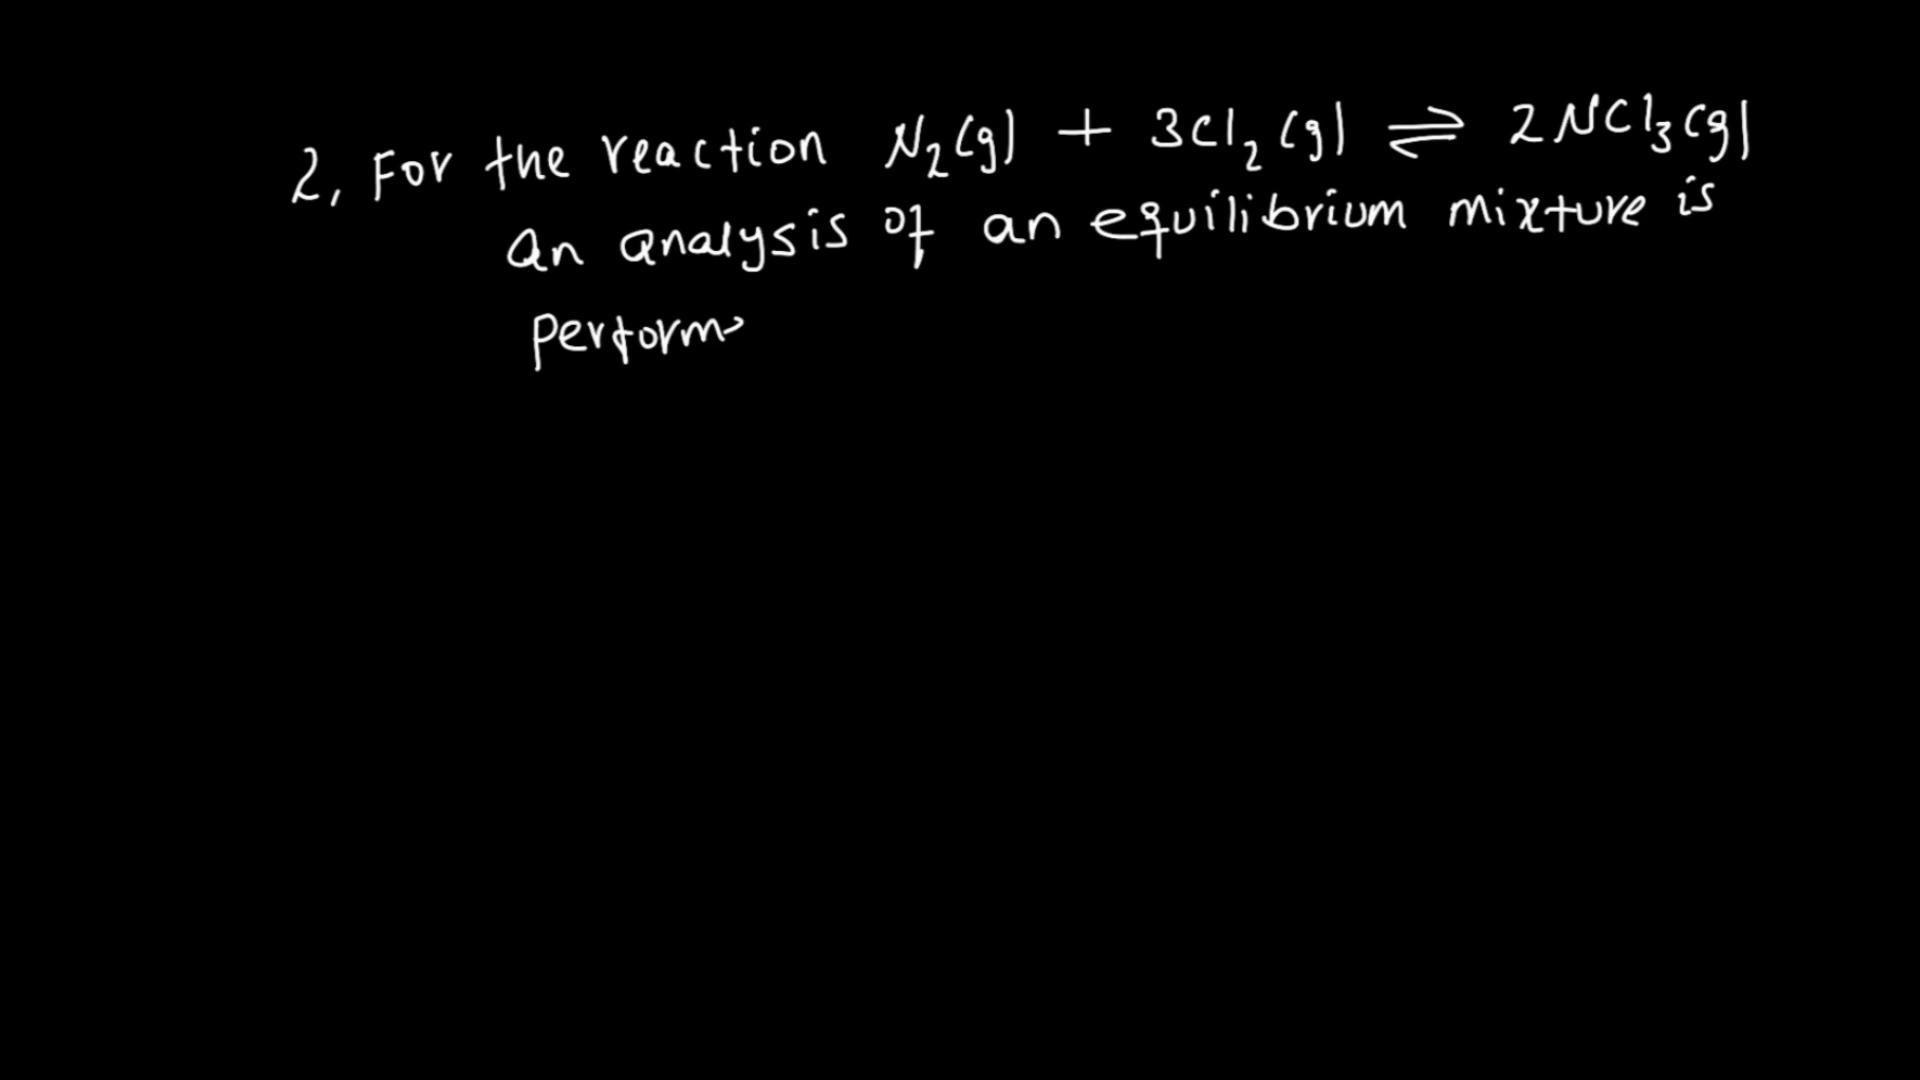 2, For the reaction N₂(g) + 3Cl₂(g) ⇌ 2NCl₃(g)
an analysis of an equilibrium mixture is
perform